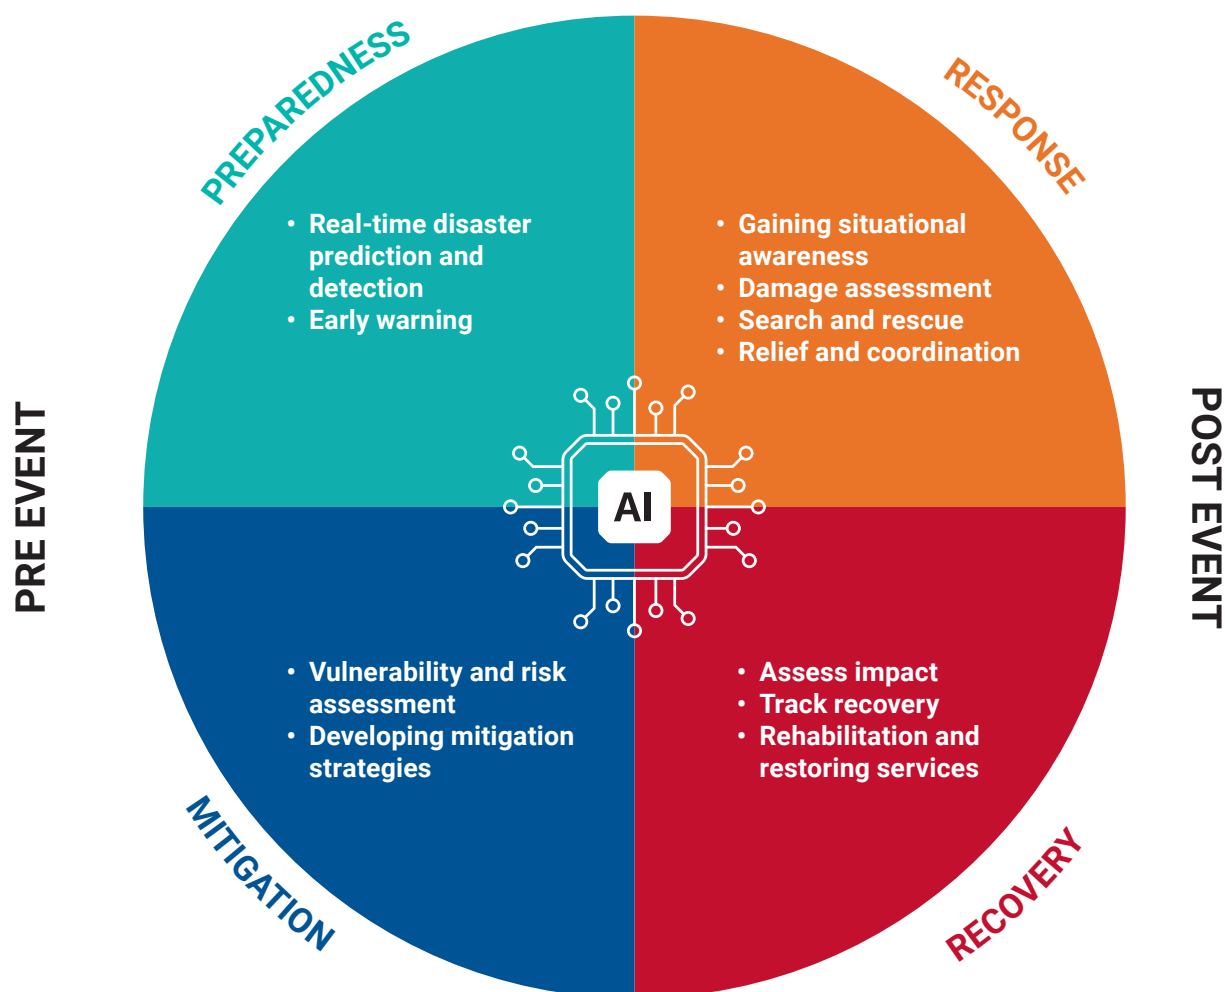 PREPAREDNESS
RESPONSE
PRE EVENT
POST EVENT
• Real-time disaster
prediction and
detection
• Early warning
• Gaining situational
awareness
• Damage assessment
• Search and rescue
• Relief and coordination
AI
• Vulnerability and risk
assessment
• Developing mitigation
strategies
• Assess impact
• Track recovery
• Rehabilitation and
restoring services
MITIGATION
RECOVERY